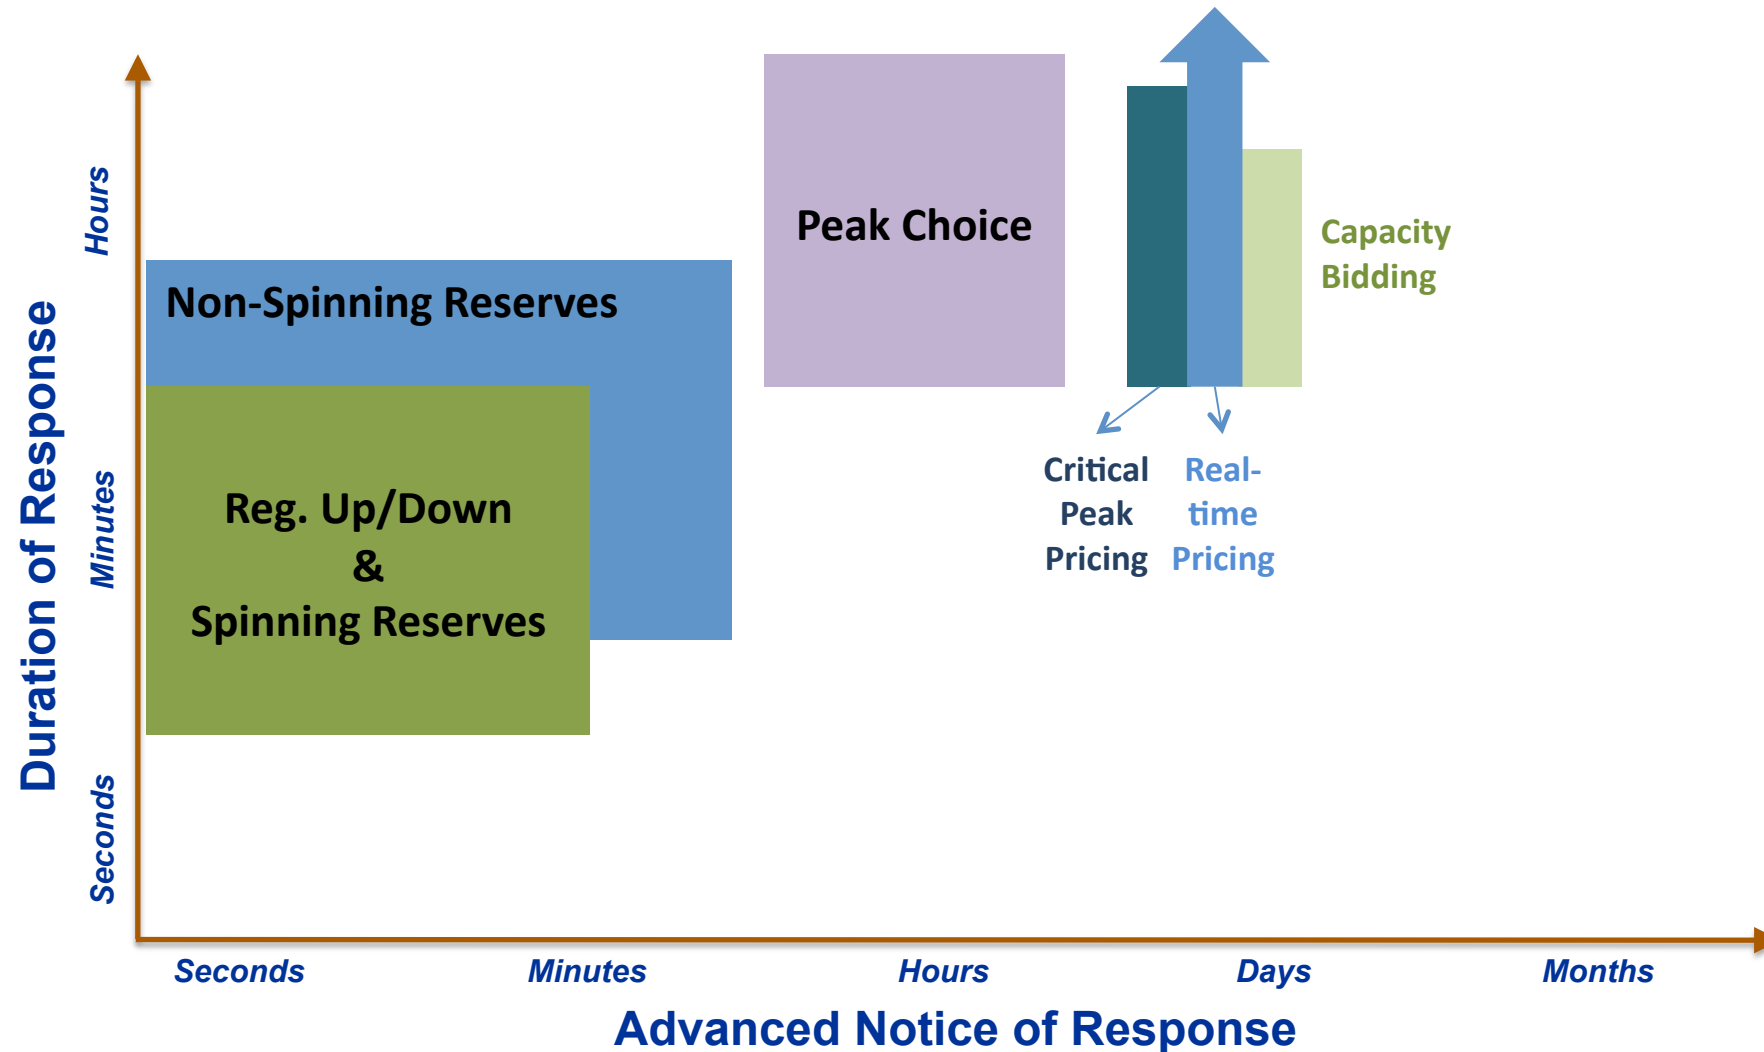 Duration of Response
Hours
Minutes
Seconds
Non-Spinning Reserves
Reg. Up/Down
&
Spinning Reserves
Peak Choice
Capacity
Bidding
Critical
Peak
Pricing
Real-
time
Pricing
Seconds
Minutes
Hours
Days
Months
Advanced Notice of Response